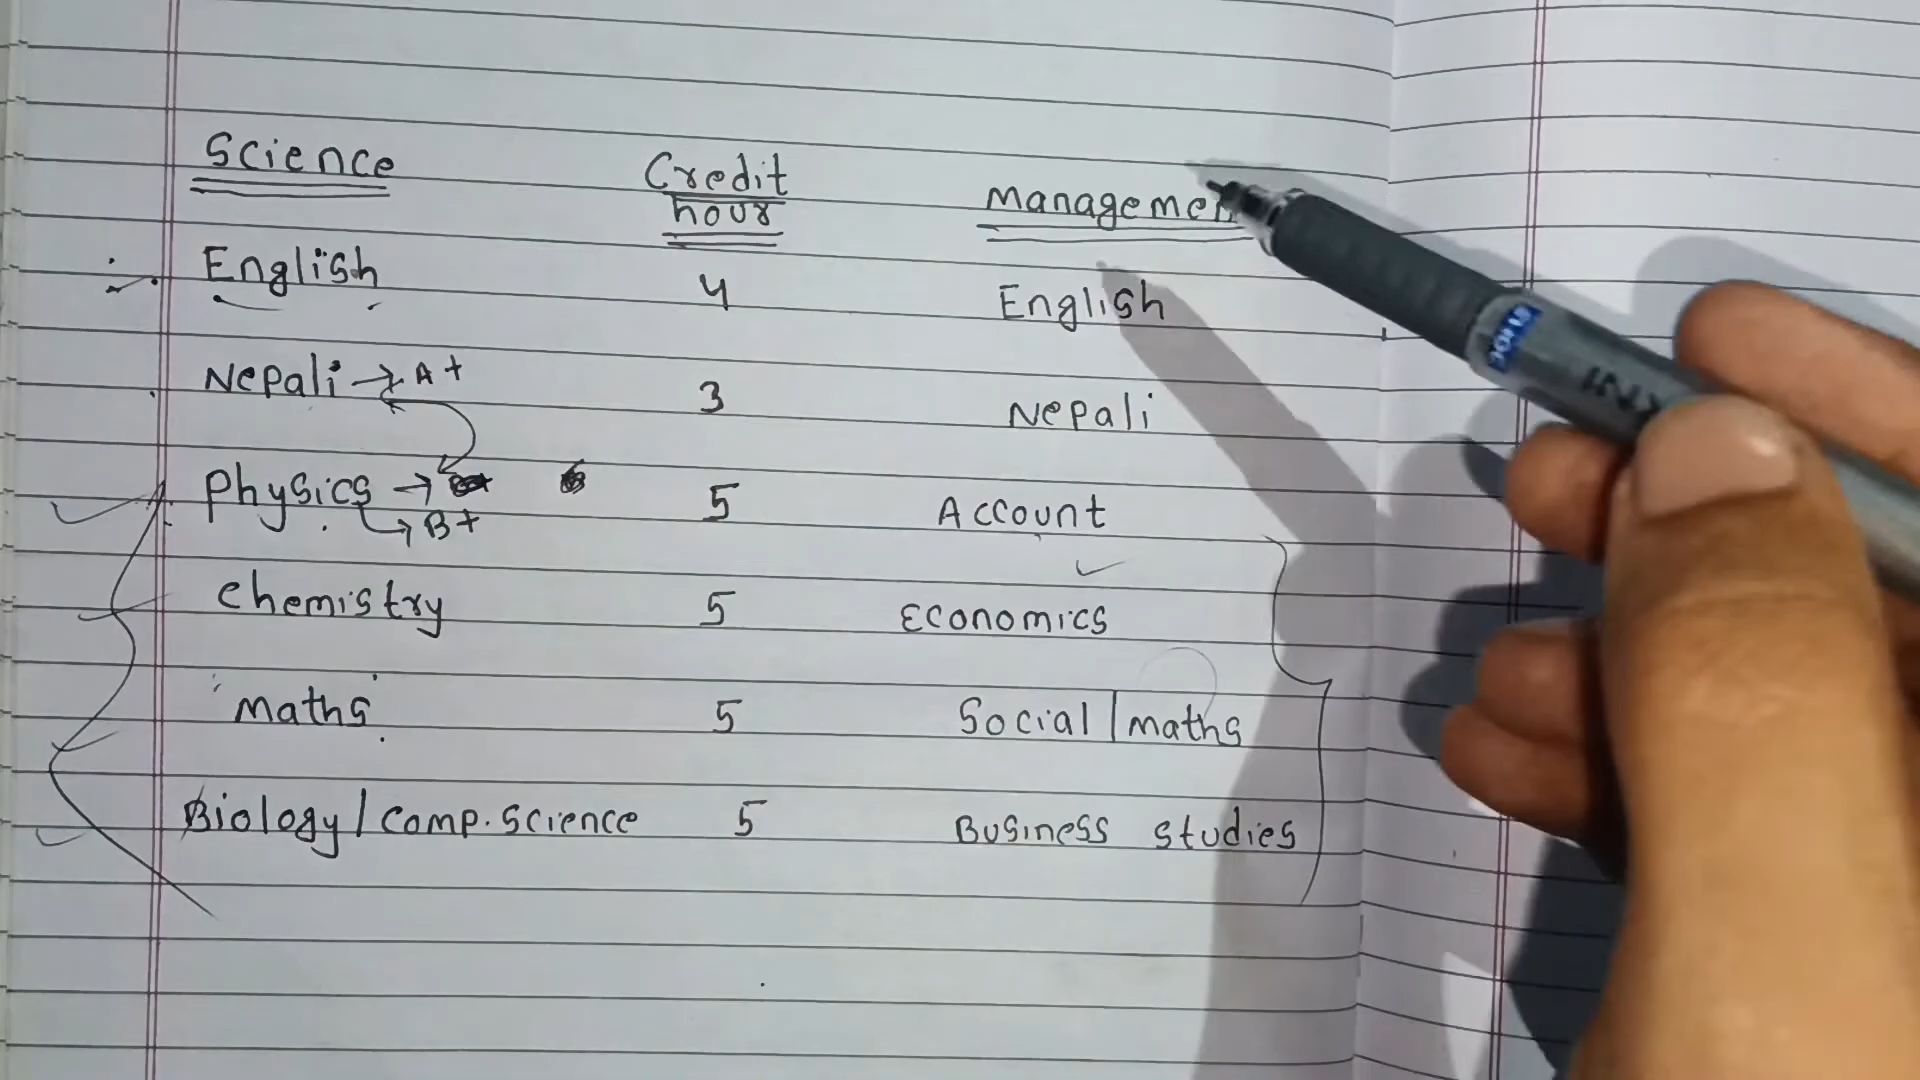 Science Credit hour Management
English 4 English
Nepali → A+ 3 Nepali
Physics → 5 Account
→ B+
chemistry 5 Economics
maths 5 Social | maths
Biology / comp. science 5 Business studies